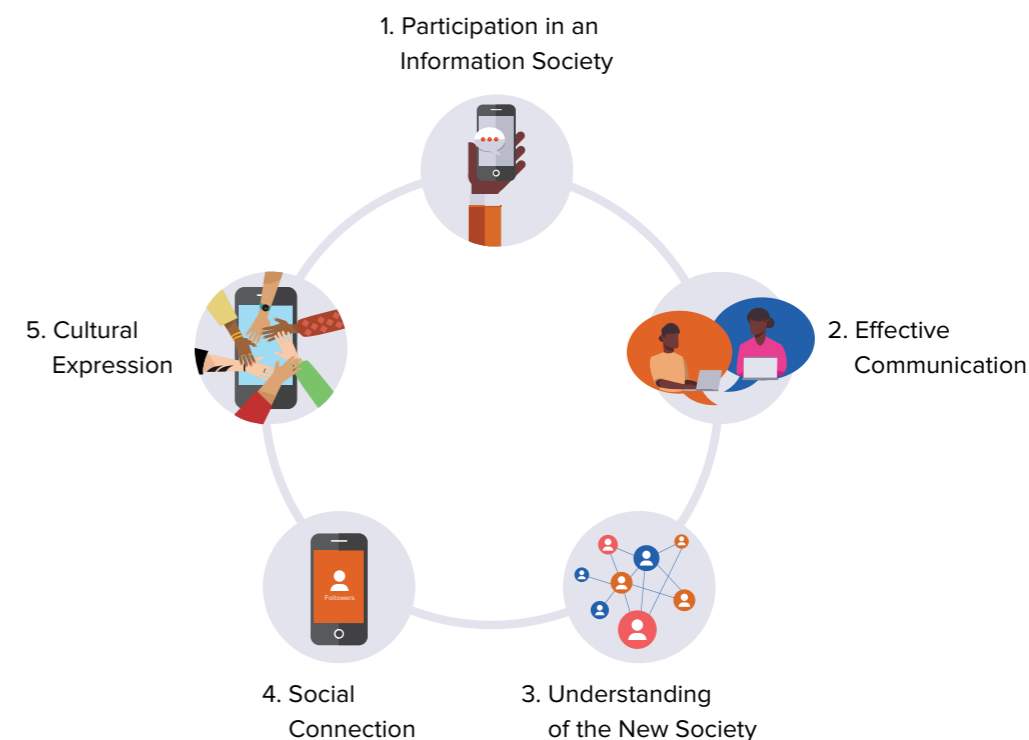 1. Participation in an
Information Society
2. Effective
Communication
3. Understanding
of the New Society
4. Social
Connection
5. Cultural
Expression
Followers